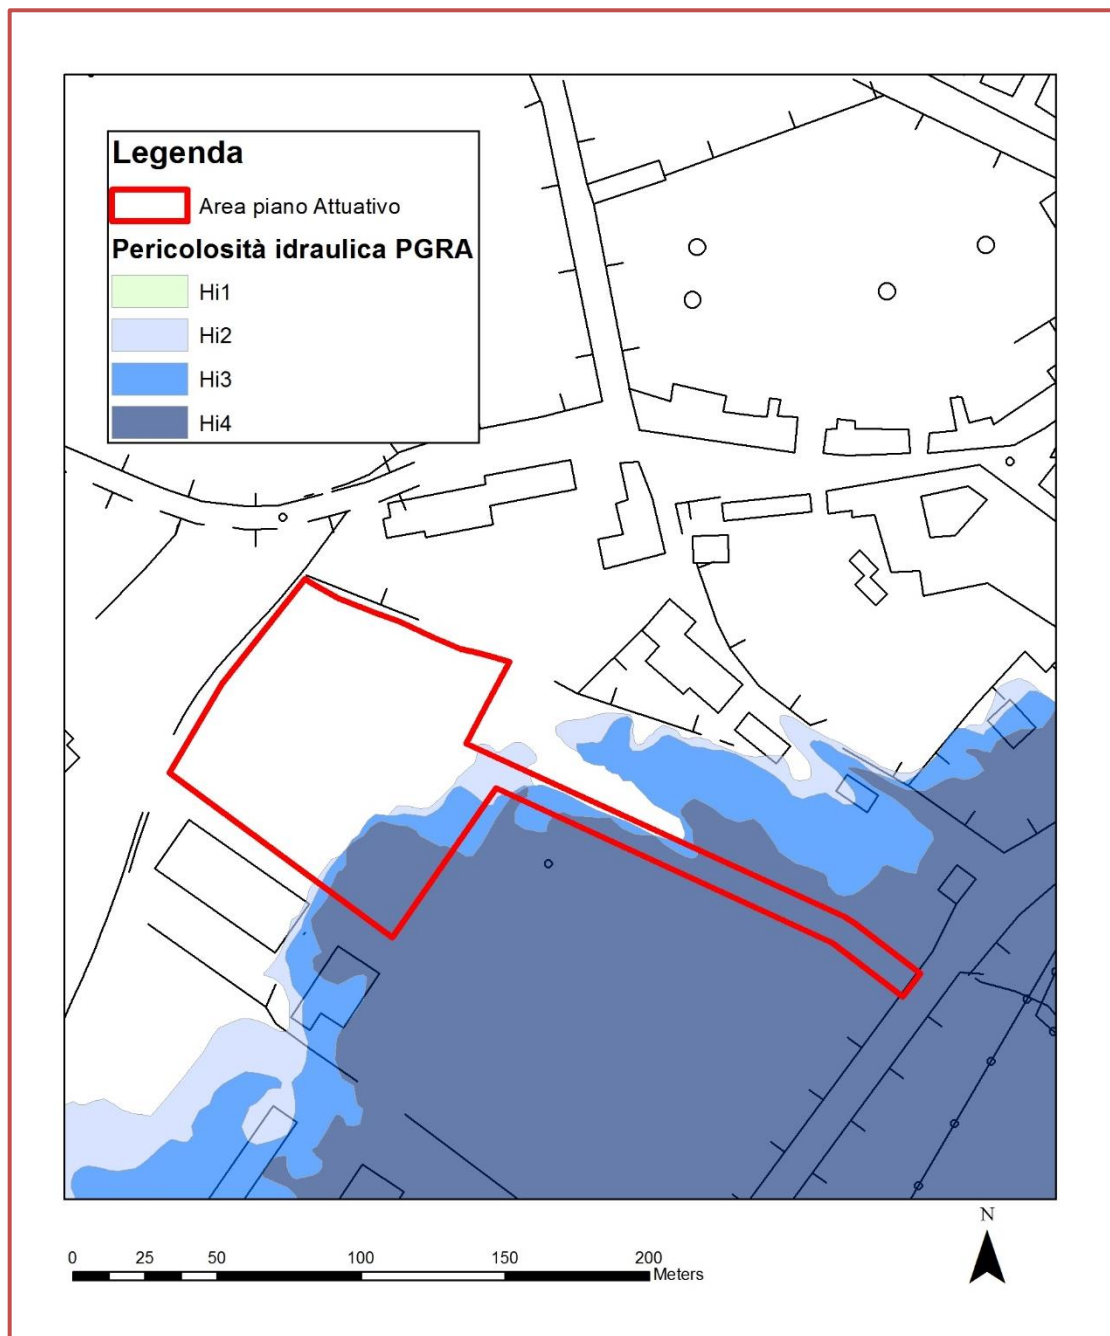 Legenda
Area piano Attuativo
Pericolosità idraulica PGRA
Hi1
Hi2
Hi3
Hi4
N
0 25 50 100 150 200
Meters